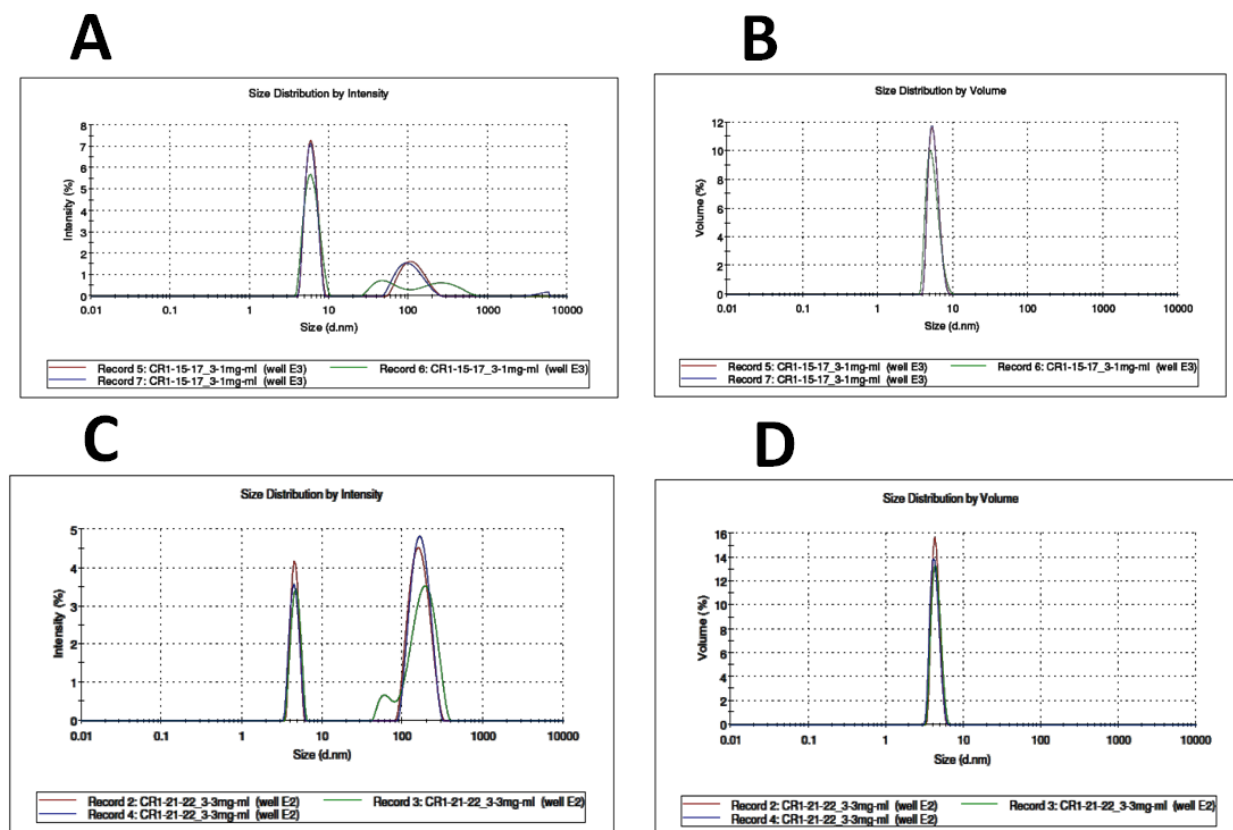 A
Size Distribution by Intensity
8
7
6
5
4
3
2
1
0
Intensity (%)
0.01 0.1 1 10 100 1000 10000
Size (d.nm)
Record 5: CR1-15-17_3-1mg-ml (well E3) Record 6: CR1-15-17_3-1mg-ml (well E3)
Record 7: CR1-15-17_3-1mg-ml (well E3)
B
Size Distribution by Volume
12
10
8
6
4
2
0
Volume (%)
0.01 0.1 1 10 100 1000 10000
Size (d.nm)
Record 5: CR1-15-17_3-1mg-ml (well E3) Record 6: CR1-15-17_3-1mg-ml (well E3)
Record 7: CR1-15-17_3-1mg-ml (well E3)
C
Size Distribution by Intensity
5
4
3
2
1
0
Intensity (%)
0.01 0.1 1 10 100 1000 10000
Size (d.nm)
Record 2: CR1-21-22_3-3mg-ml (well E2) Record 3: CR1-21-22_3-3mg-ml (well E2)
Record 4: CR1-21-22_3-3mg-ml (well E2)
D
Size Distribution by Volume
16
14
12
10
8
6
4
2
0
Volume (%)
0.01 0.1 1 10 100 1000 10000
Size (d.nm)
Record 2: CR1-21-22_3-3mg-ml (well E2) Record 3: CR1-21-22_3-3mg-ml (well E2)
Record 4: CR1-21-22_3-3mg-ml (well E2)